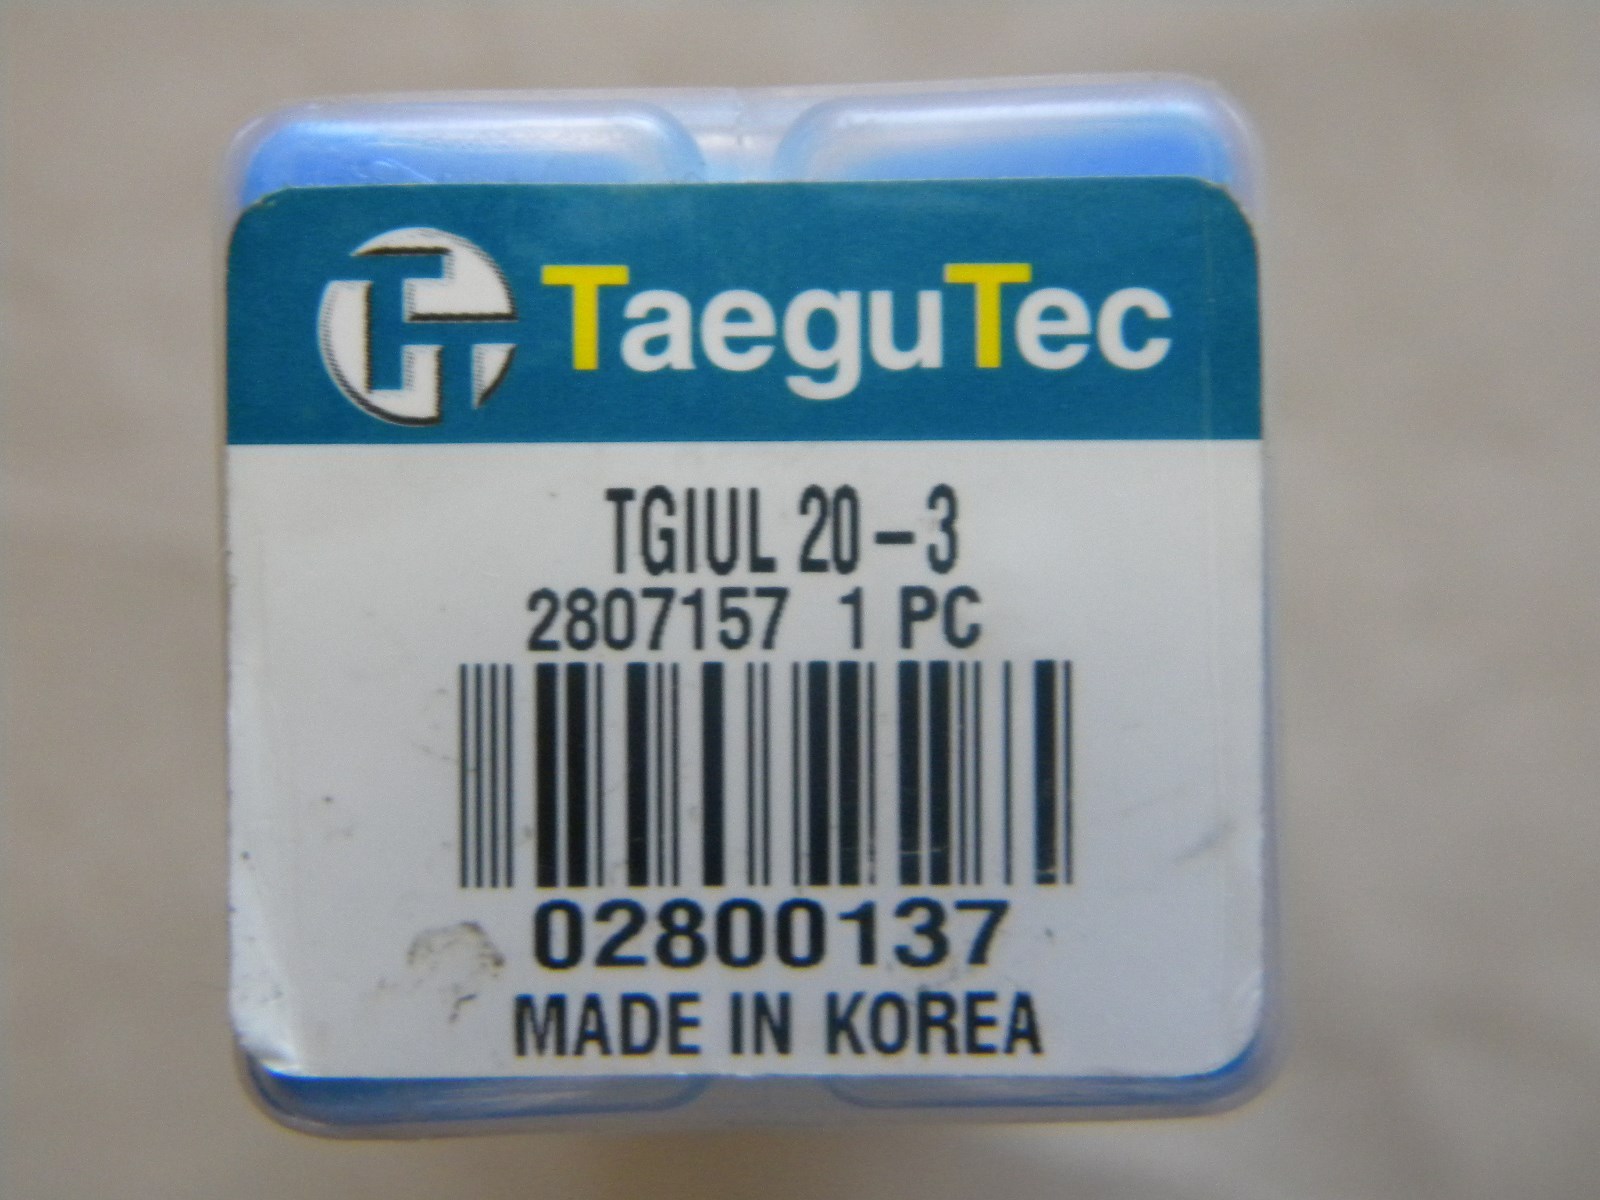 TaeguTec
TGIUL 20-3
2807157 1 PC
02800137
MADE IN KOREA